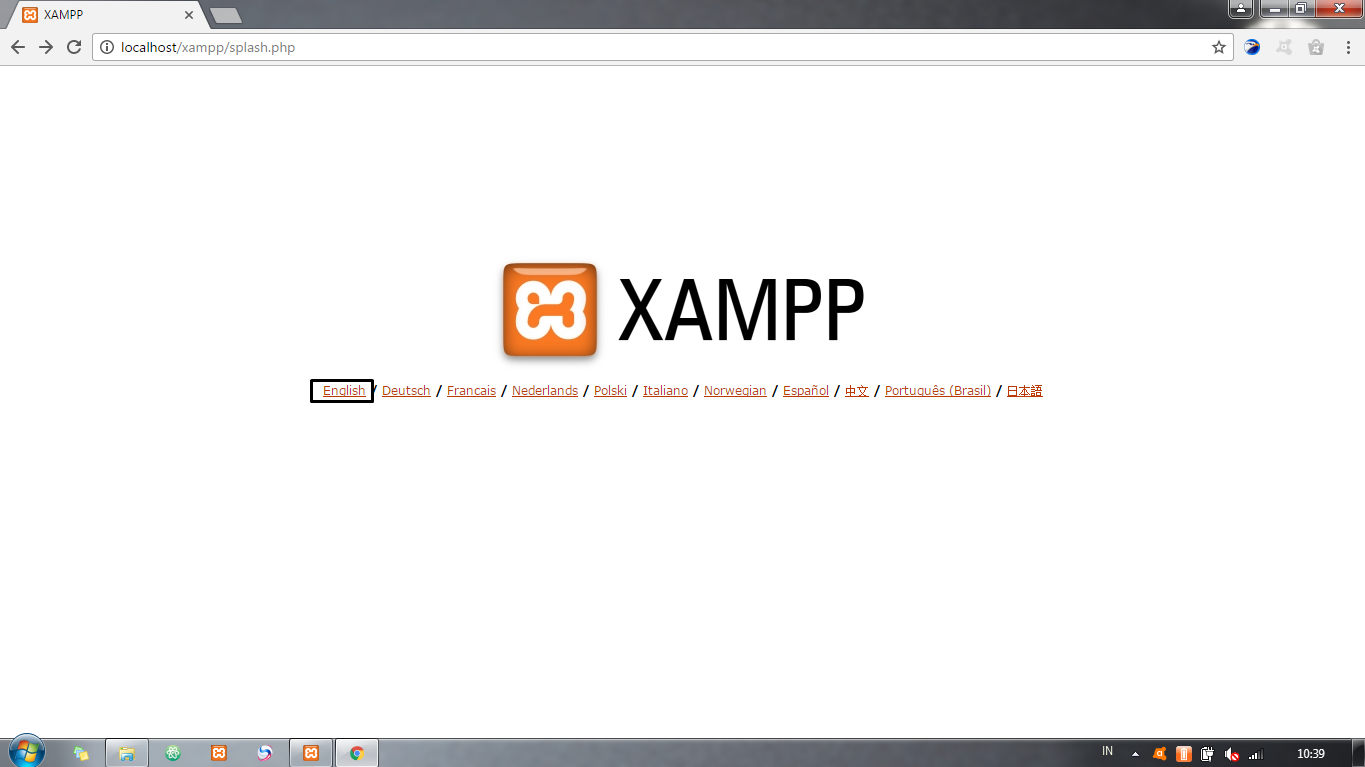 XAMPP
localhost/xampp/splash.php
XAMPP
English / Deutsch / Francais / Nederlands / Polski / Italiano / Norwegian / Español / 中文 / Português (Brasil) / 日本語
IN
10:39